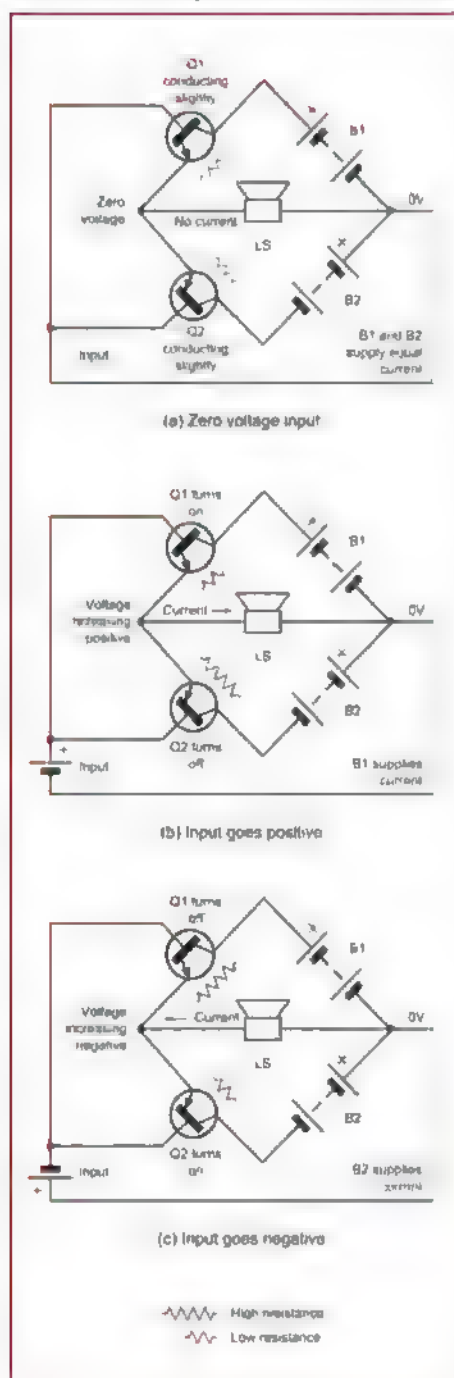 Q1
conducting
slightly
B1
Zero
voltage
No current
0V
LS
B2
Q2
conducting
slightly
Input
B1 and B2
supply equal
current
(a) Zero voltage input
Q1 turns
on
B1
Voltage
increasing
positive
Current
0V
LS
B2
Q2 turns
off
+
Input
B1 supplies
current
(b) Input goes positive
Q1 turns
off
B1
Voltage
increasing
negative
Current
0V
LS
B2
Q2 turns
on
Input
+
B2 supplies
current
(c) Input goes negative
High resistance
Low resistance